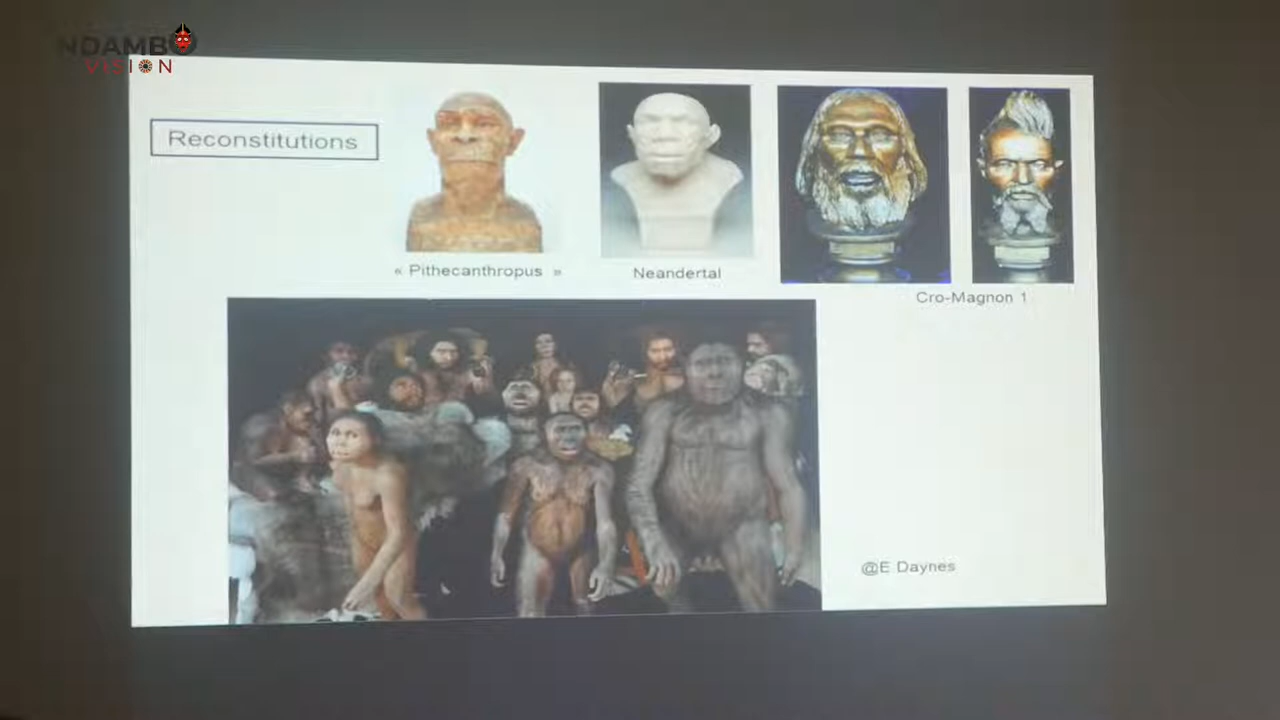 NDAMBO
VISION
Reconstitutions
« Pithecanthropus »
Neandertal
Cro-Magnon 1
@E Daynes